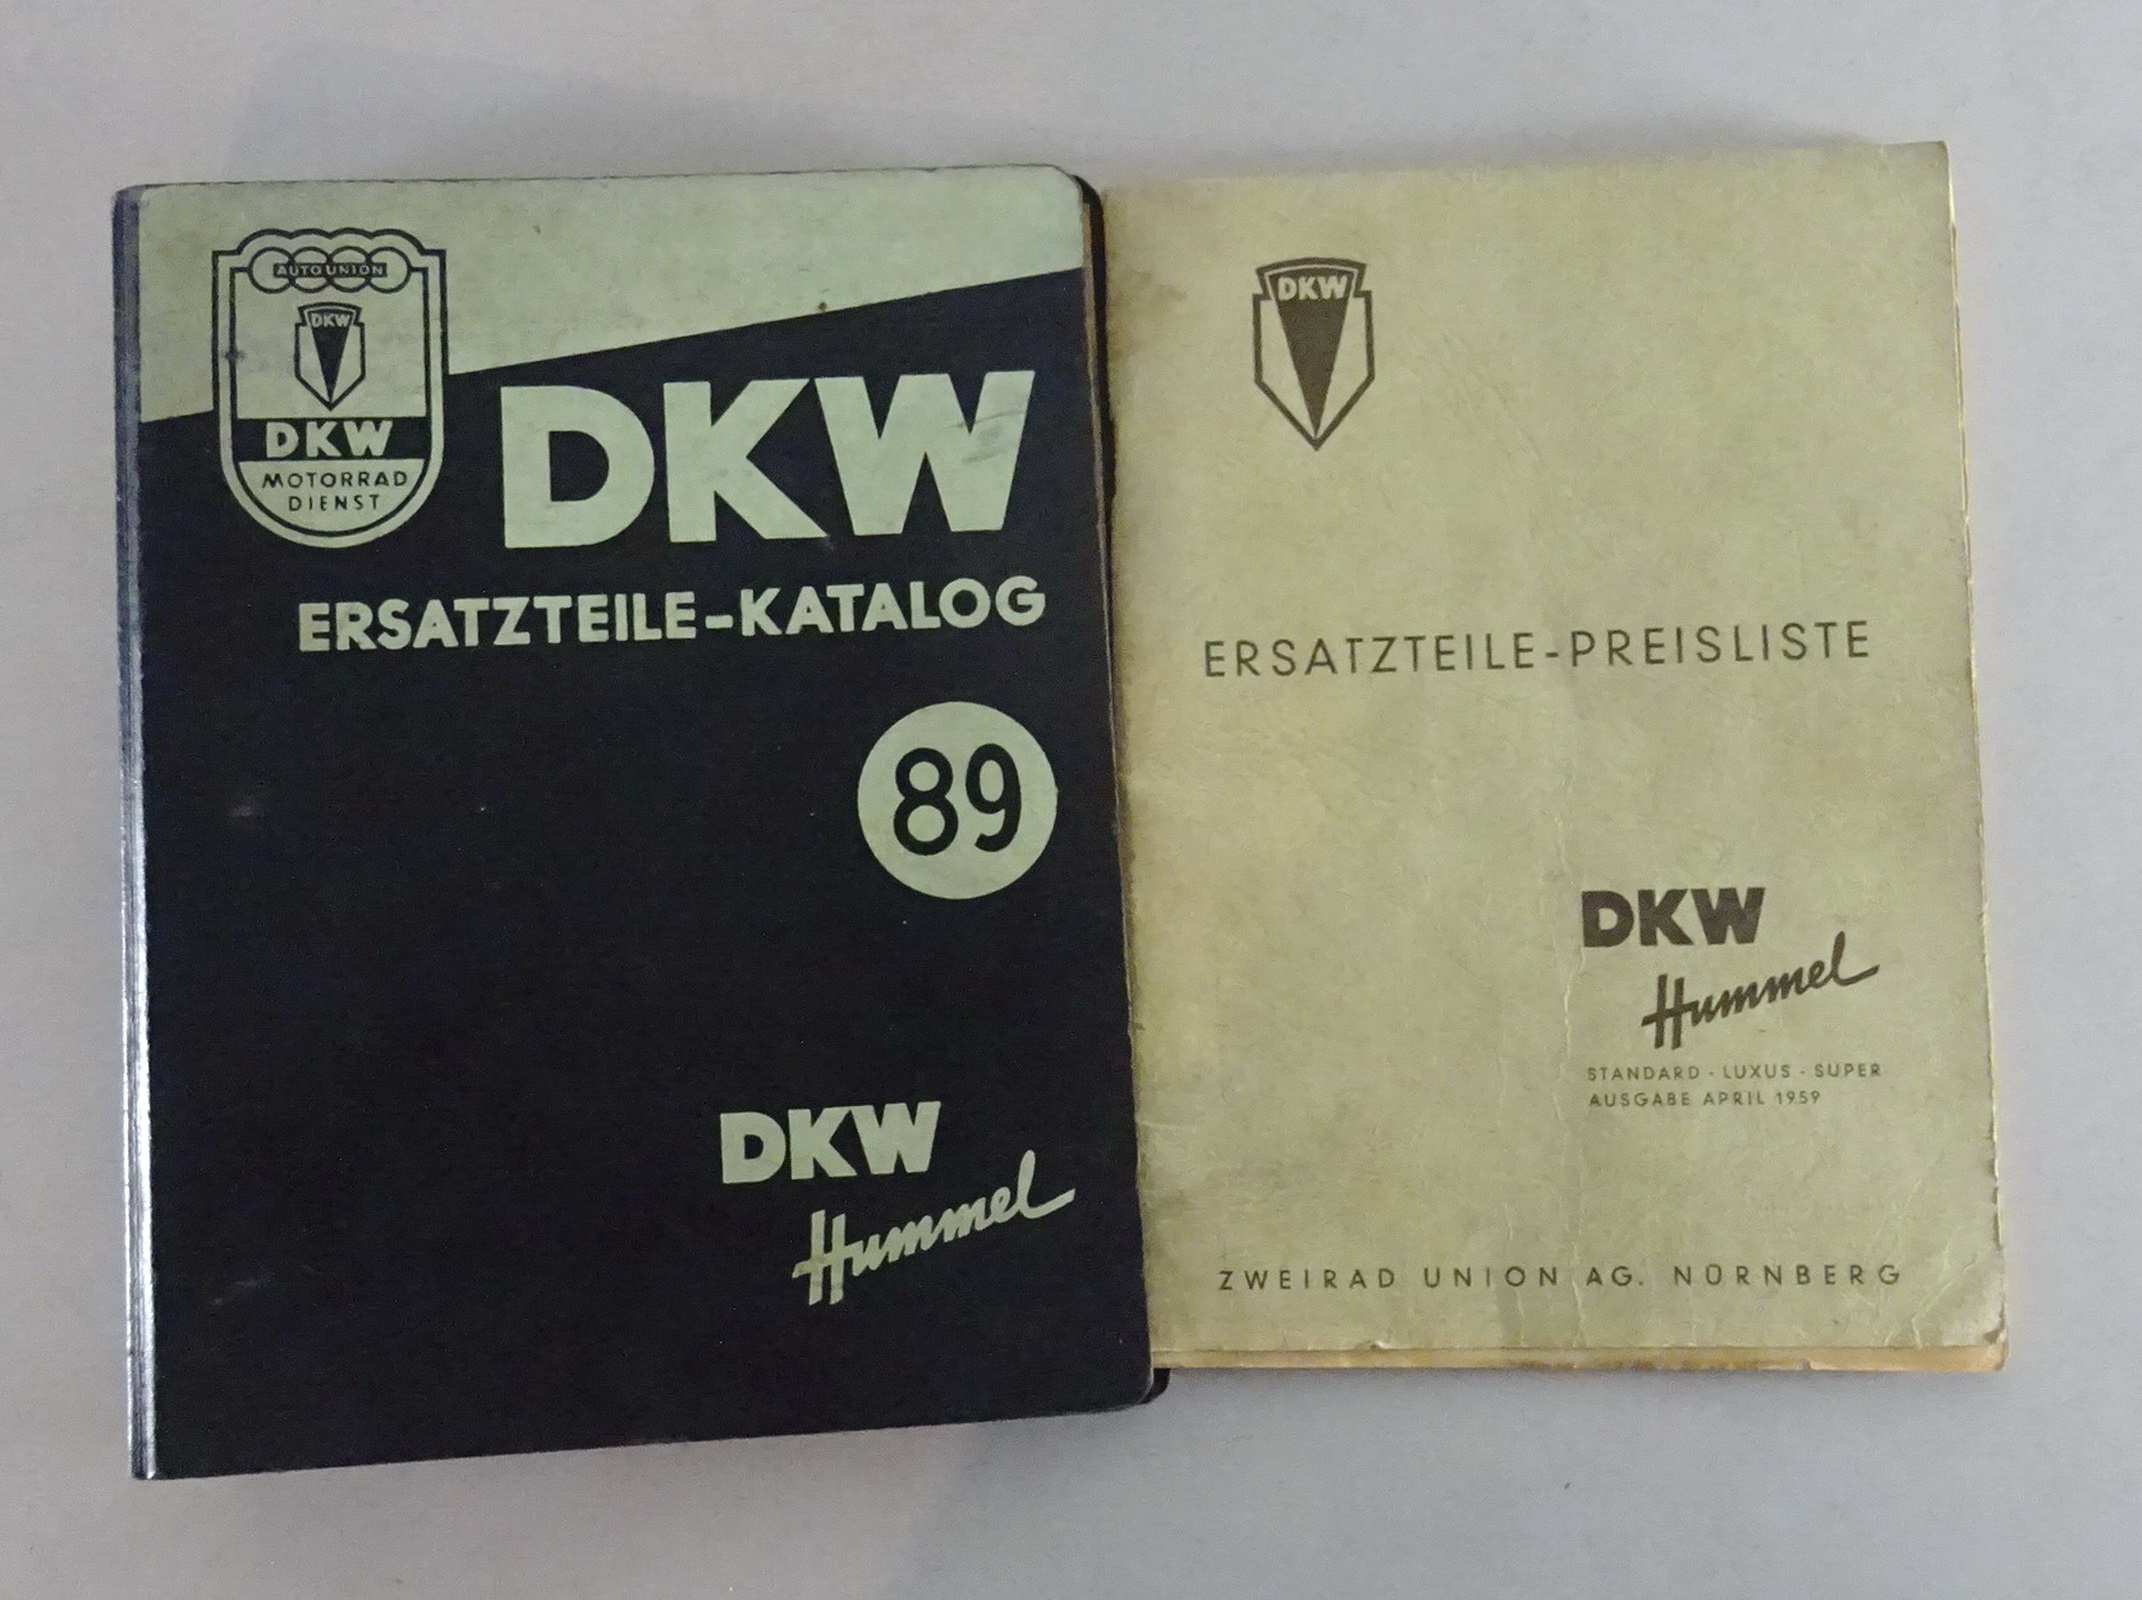 AUTO UNION
DKW
DKW
MOTORRAD
DIENST
DKW
ERSATZTEILE-KATALOG
89
DKW
Hummel
DKW
ERSATZTEILE-PREISLISTE
DKW
Hummel
STANDARD - LUXUS - SUPER
AUSGABE APRIL 1959
ZWEIRAD UNION AG. NÜRNBERG